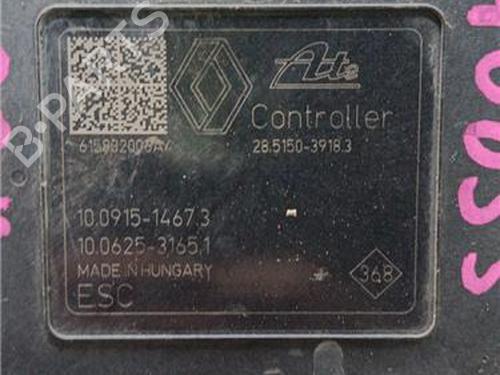 Ate
Controller
28.5150-3918.3
10.0915-1467.3
10.0625-3165.1
MADE IN HUNGARY
ESC
368
B-PARTS